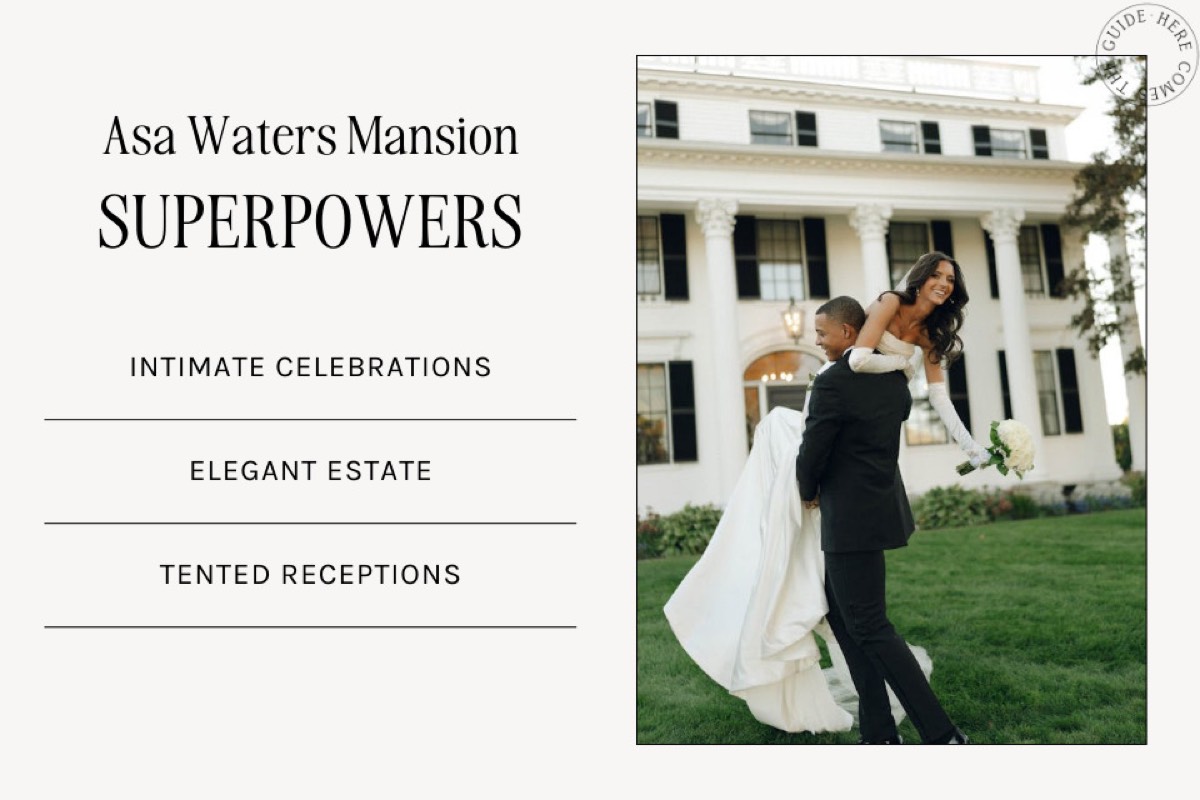 Asa Waters Mansion
SUPERPOWERS
INTIMATE CELEBRATIONS
ELEGANT ESTATE
TENTED RECEPTIONS
HERE COMES THE GUIDE